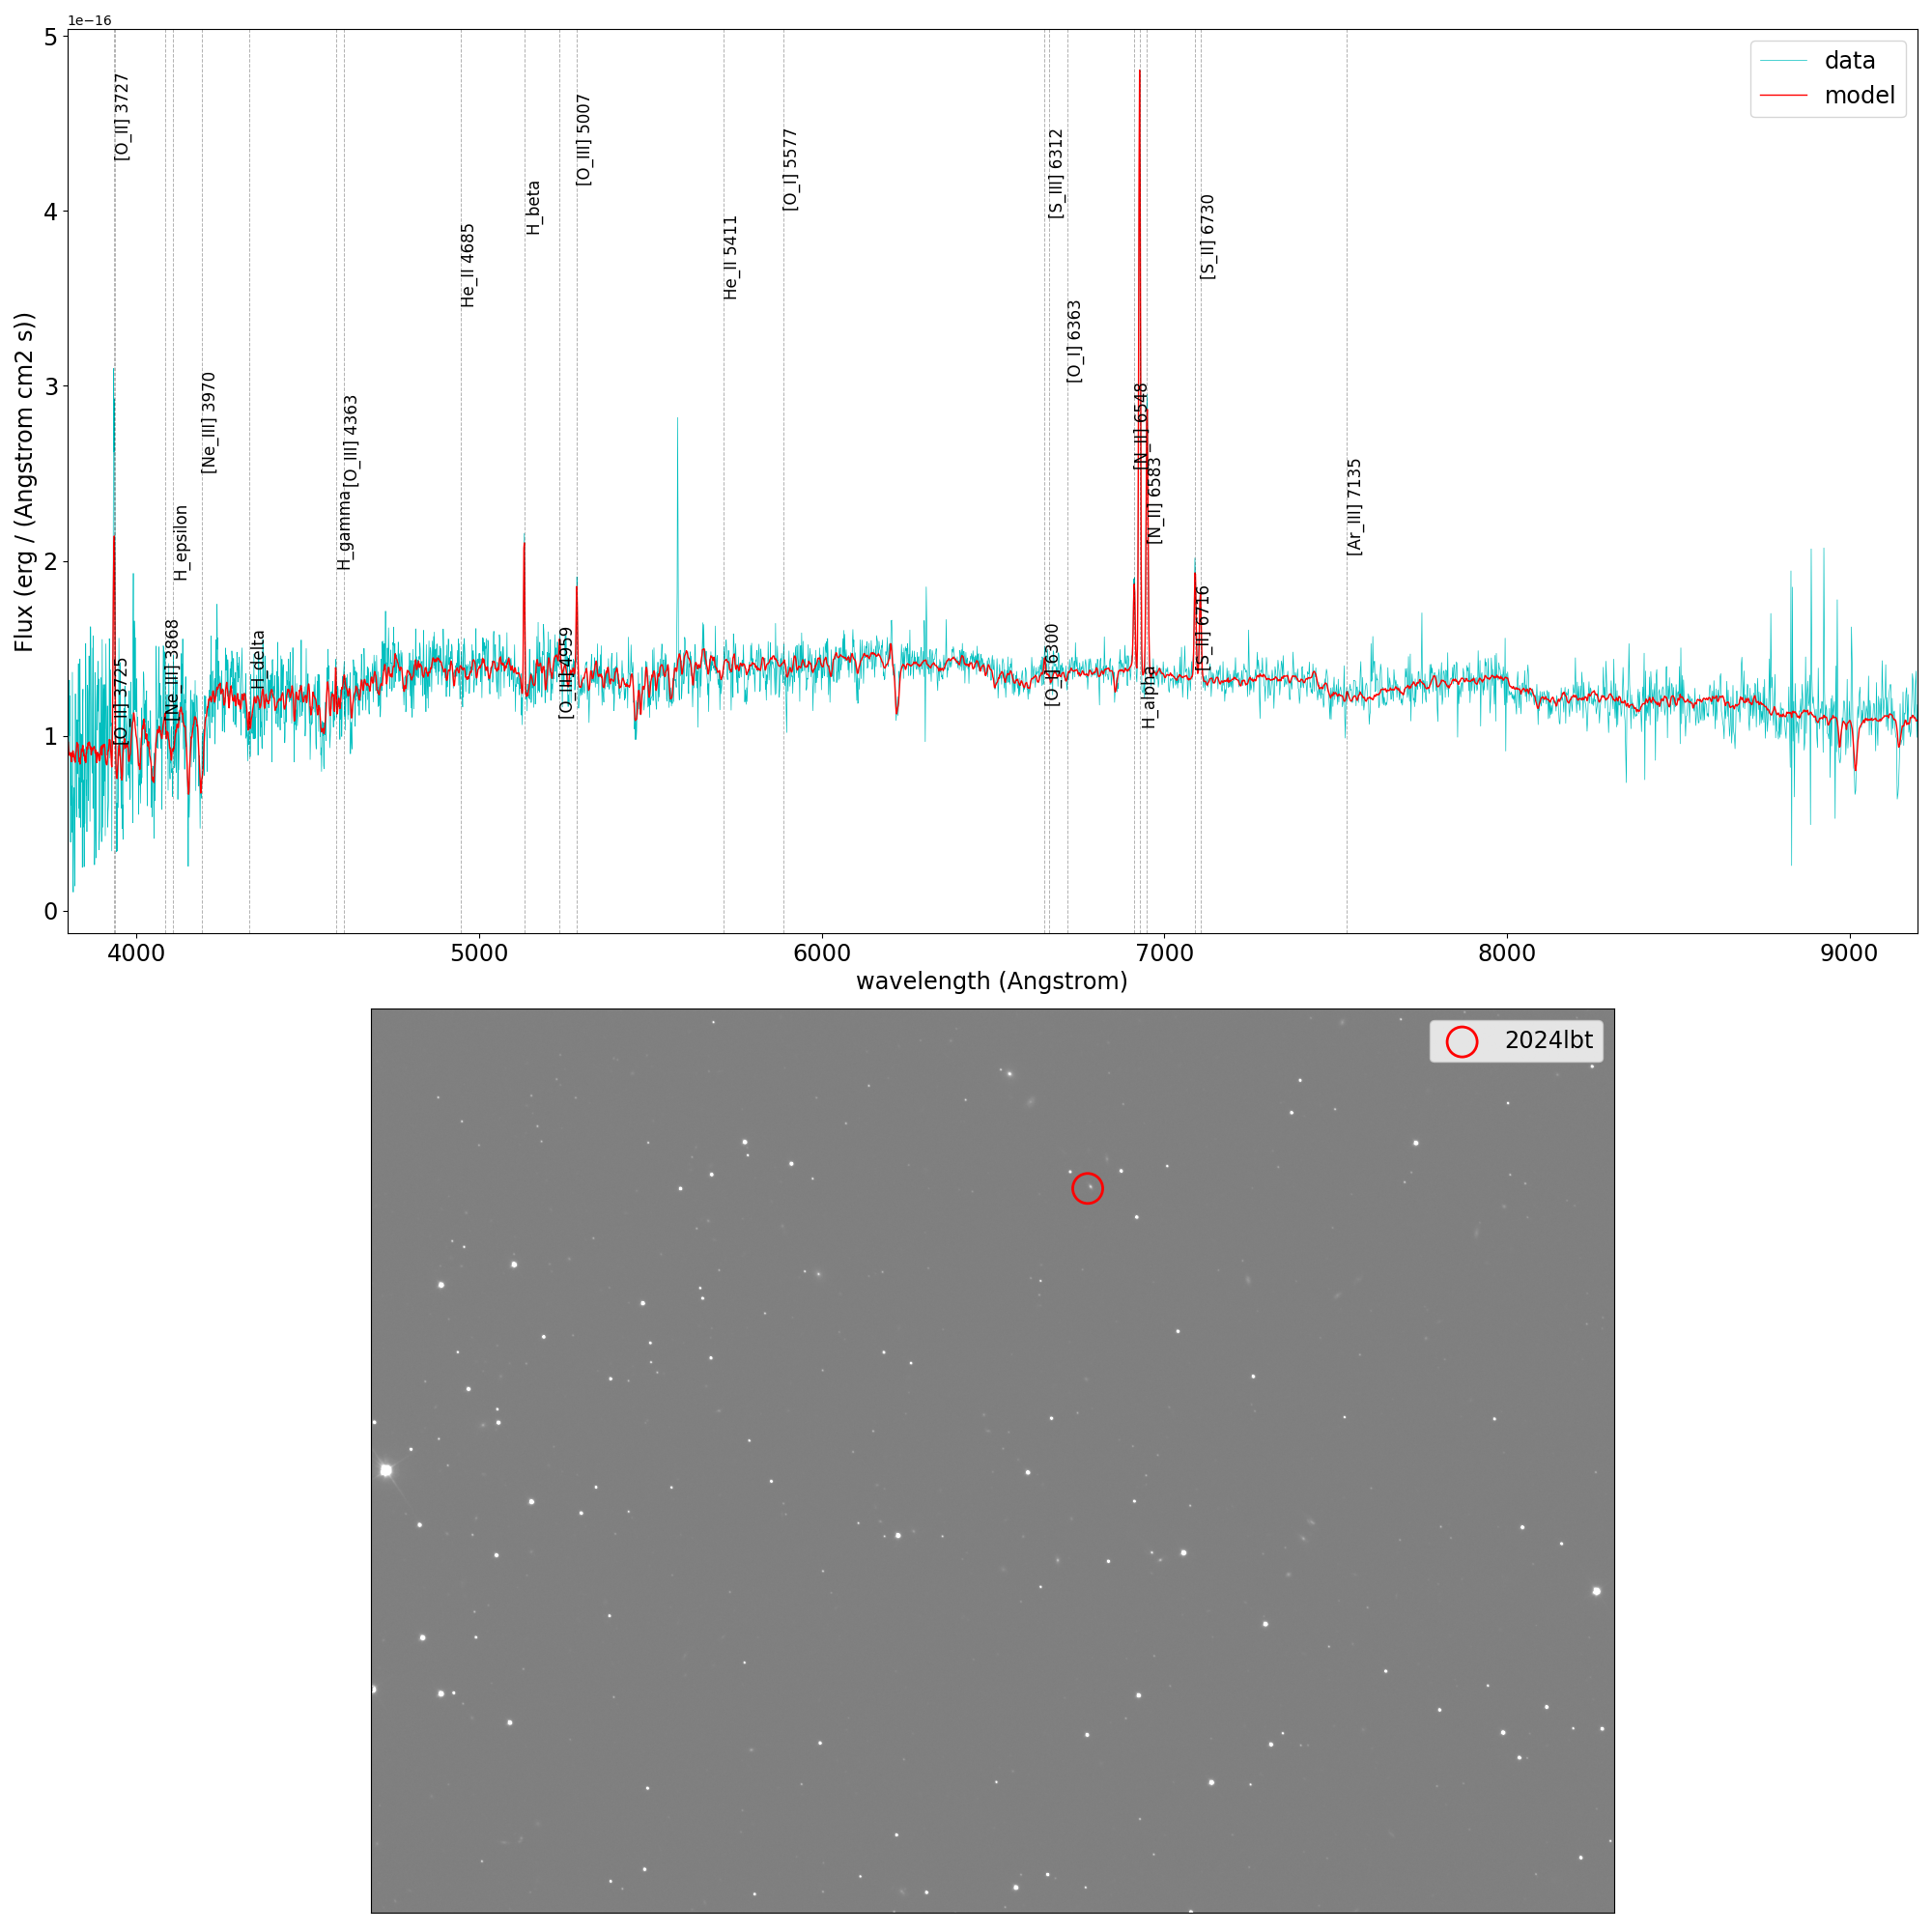 1e−16
5
4
3
2
1
0
Flux (erg / (Angstrom cm2 s))
data
model
[O_II] 3727
[O_II] 3725
[Ne_III] 3868
H_epsilon
[Ne_III] 3970
H_delta
H_gamma
[O_III] 4363
He_II 4685
H_beta
[O_III] 4959
[O_III] 5007
He_II 5411
[O_I] 5577
[O_I] 6300
[S_III] 6312
[O_I] 6363
[N_II] 6548
H_alpha
[N_II] 6583
[S_II] 6716
[S_II] 6730
[Ar_III] 7135
4000
5000
6000
7000
8000
9000
wavelength (Angstrom)
2024lbt